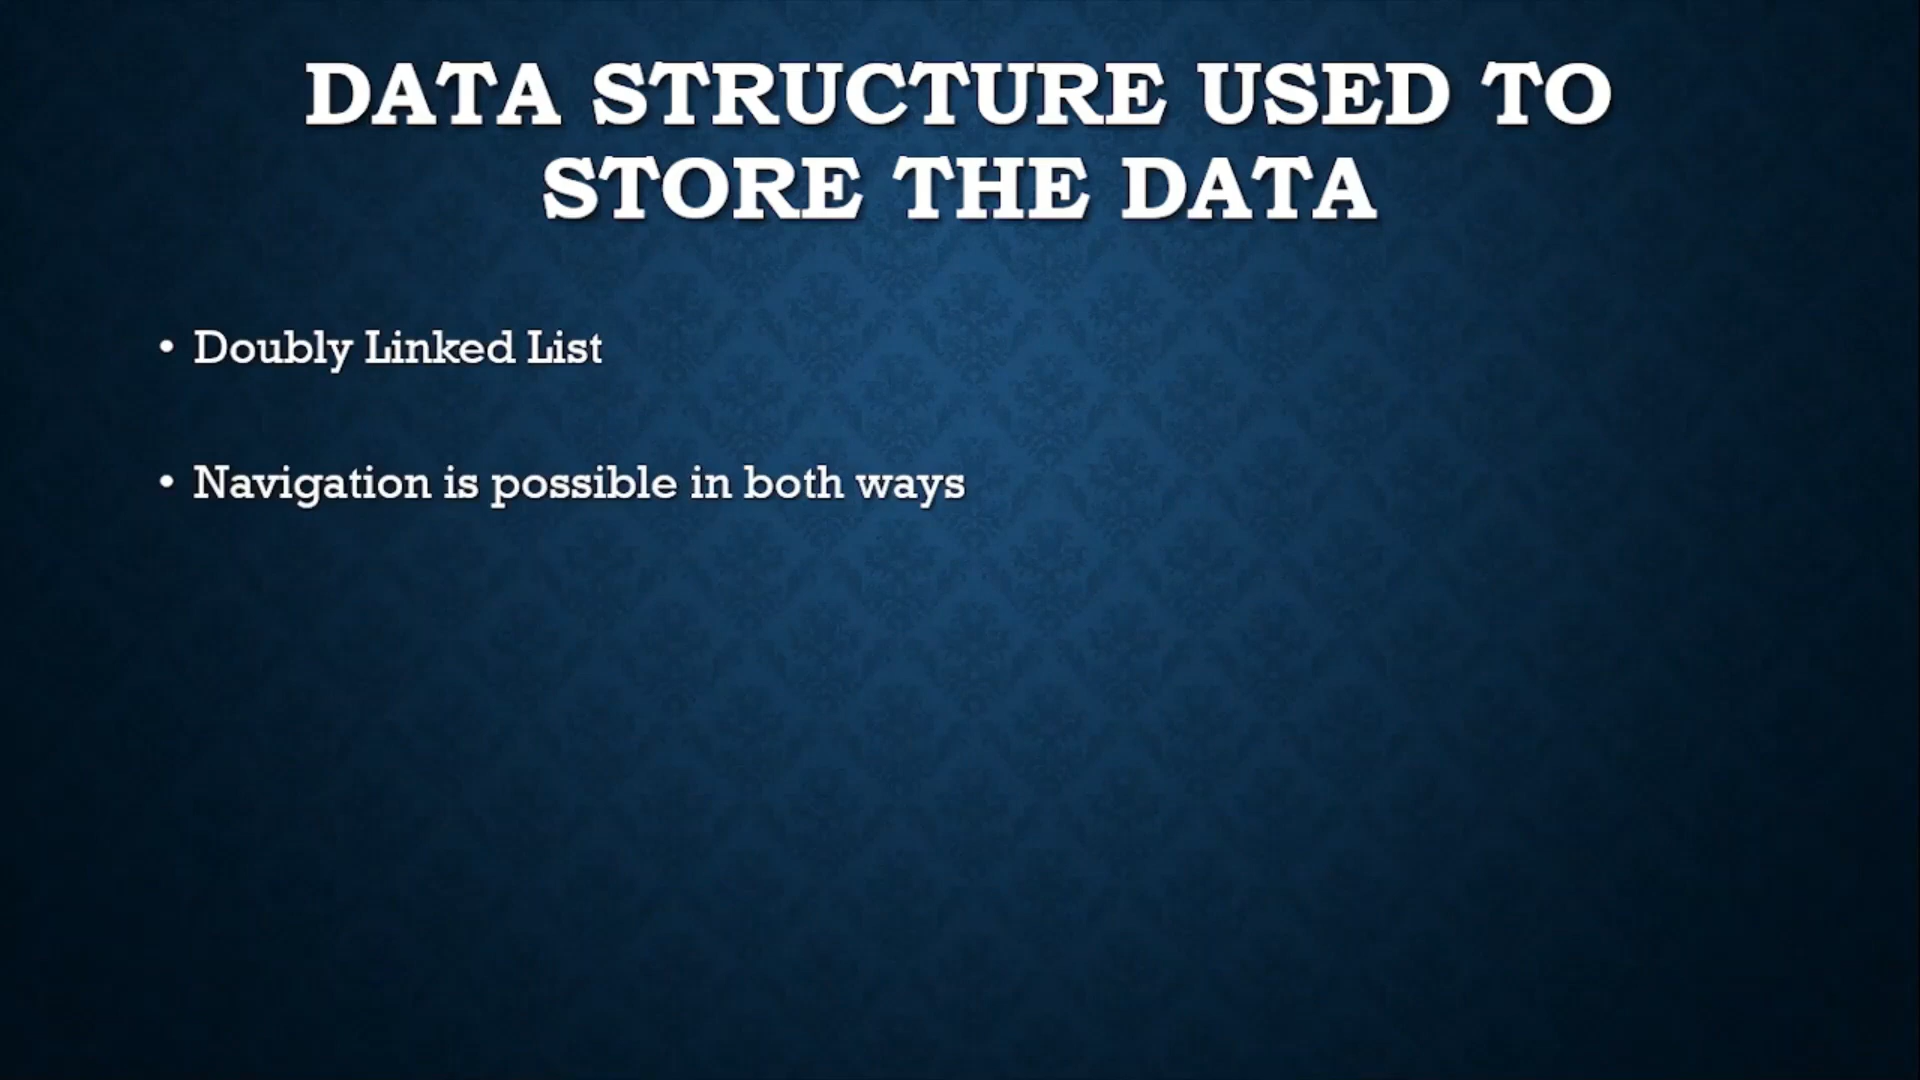 DATA STRUCTURE USED TO
STORE THE DATA
• Doubly Linked List
• Navigation is possible in both ways